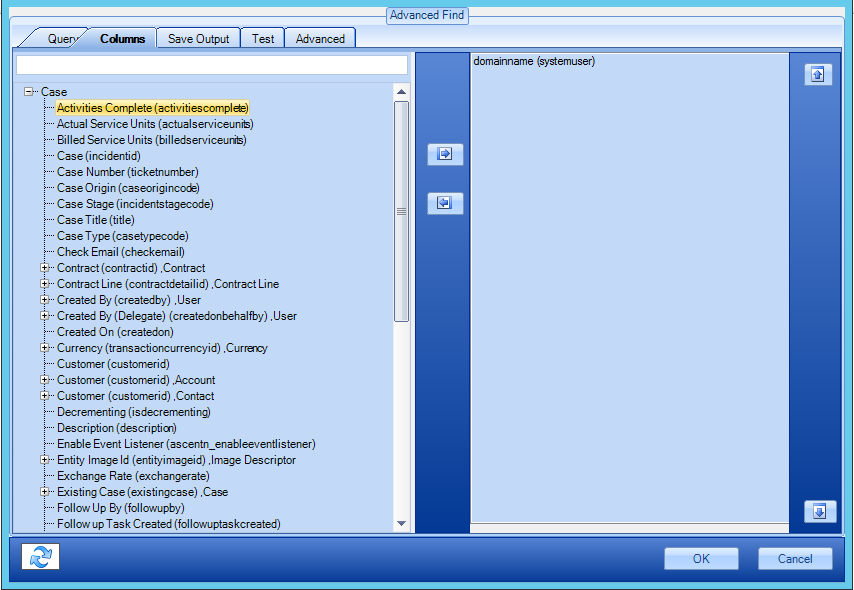 Advanced Find
Query Columns Save Output Test Advanced
domainname (systemuser)
Case
Activities Complete (activitiescomplete)
Actual Service Units (actualserviceunits)
Billed Service Units (billedserviceunits)
Case (incidentid)
Case Number (ticketnumber)
Case Origin (caseorigincode)
Case Stage (incidentstagecode)
Case Title (title)
Case Type (casetypecode)
Check Email (checkemail)
Contract (contractid) ,Contract
Contract Line (contractdetailid) ,Contract Line
Created By (createdby) ,User
Created By (Delegate) (createdonbehalfby) ,User
Created On (createdon)
Currency (transactioncurrencyid) ,Currency
Customer (customerid)
Customer (customerid) ,Account
Customer (customerid) ,Contact
Decrementing (isdecrementing)
Description (description)
Enable Event Listener (ascentn_enableeventlistener)
Entity Image Id (entityimageid) ,Image Descriptor
Exchange Rate (exchangerate)
Existing Case (existingcase) ,Case
Follow Up By (followupby)
Follow up Task Created (followuptaskcreated)
OK Cancel